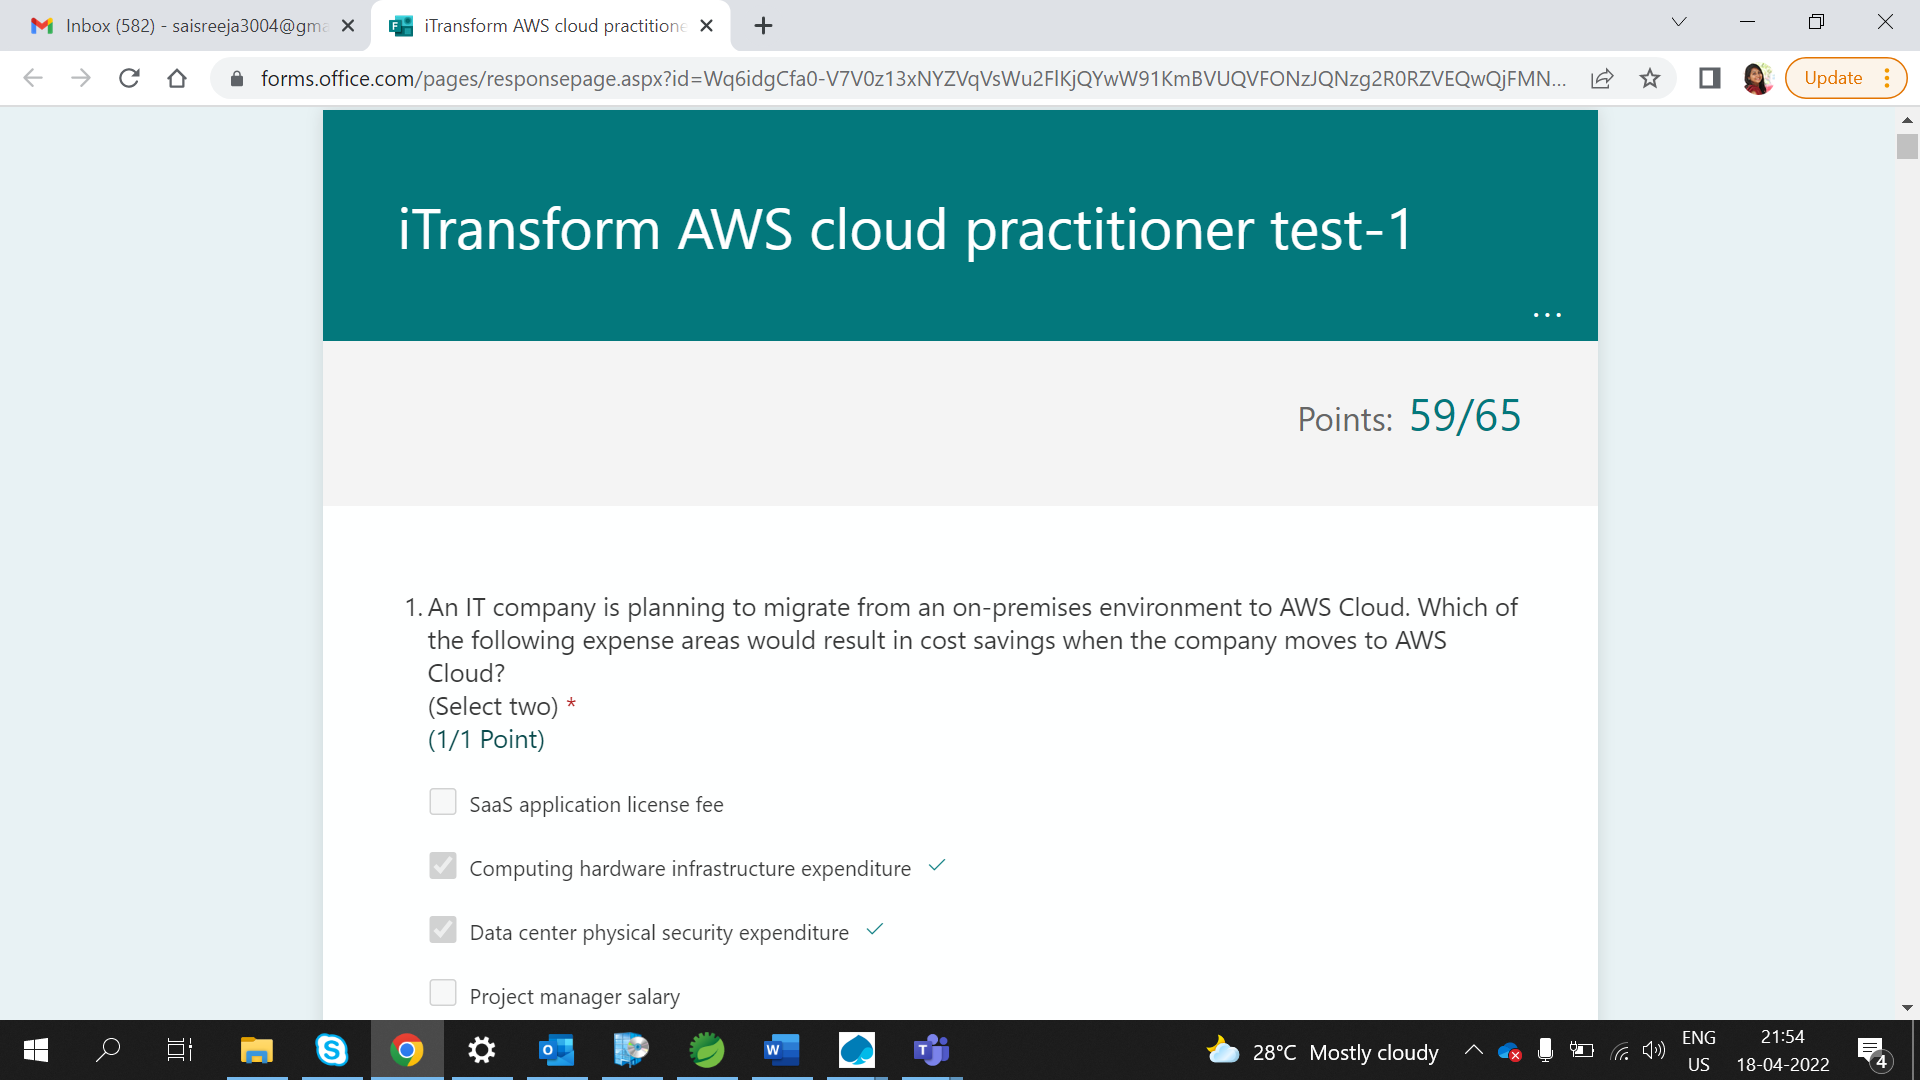 Inbox (582) - saisreeja3004@gma
iTransform AWS cloud practitione
forms.office.com/pages/responsepage.aspx?id=Wq6idgCfa0-V7V0z13xNYZVqVsWu2FlKjQYwW91KmBVUQVFONzJQNzg2R0RZVEQwQjFMN...
Update
iTransform AWS cloud practitioner test-1
...
Points: 59/65
1. An IT company is planning to migrate from an on-premises environment to AWS Cloud. Which of
the following expense areas would result in cost savings when the company moves to AWS
Cloud?
(Select two) *
(1/1 Point)
SaaS application license fee
Computing hardware infrastructure expenditure
Data center physical security expenditure
Project manager salary
28°C Mostly cloudy
ENG
US
21:54
18-04-2022
4